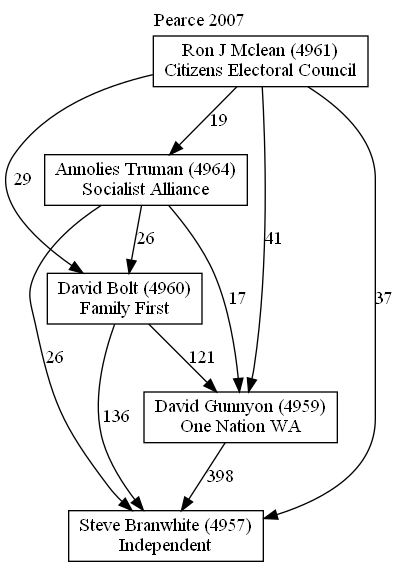 Pearce 2007
Ron J Mclean (4961)
Citizens Electoral Council
19
Annolies Truman (4964)
Socialist Alliance
29
26
41
37
17
David Bolt (4960)
Family First
26
121
136
David Gunnyon (4959)
One Nation WA
398
Steve Branwhite (4957)
Independent